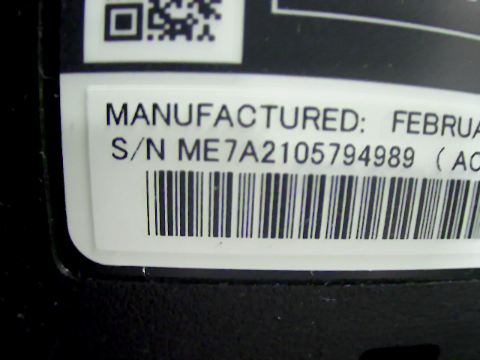 MANUFACTURED: FEBRUA
S/N ME7A2105794989 ( AC